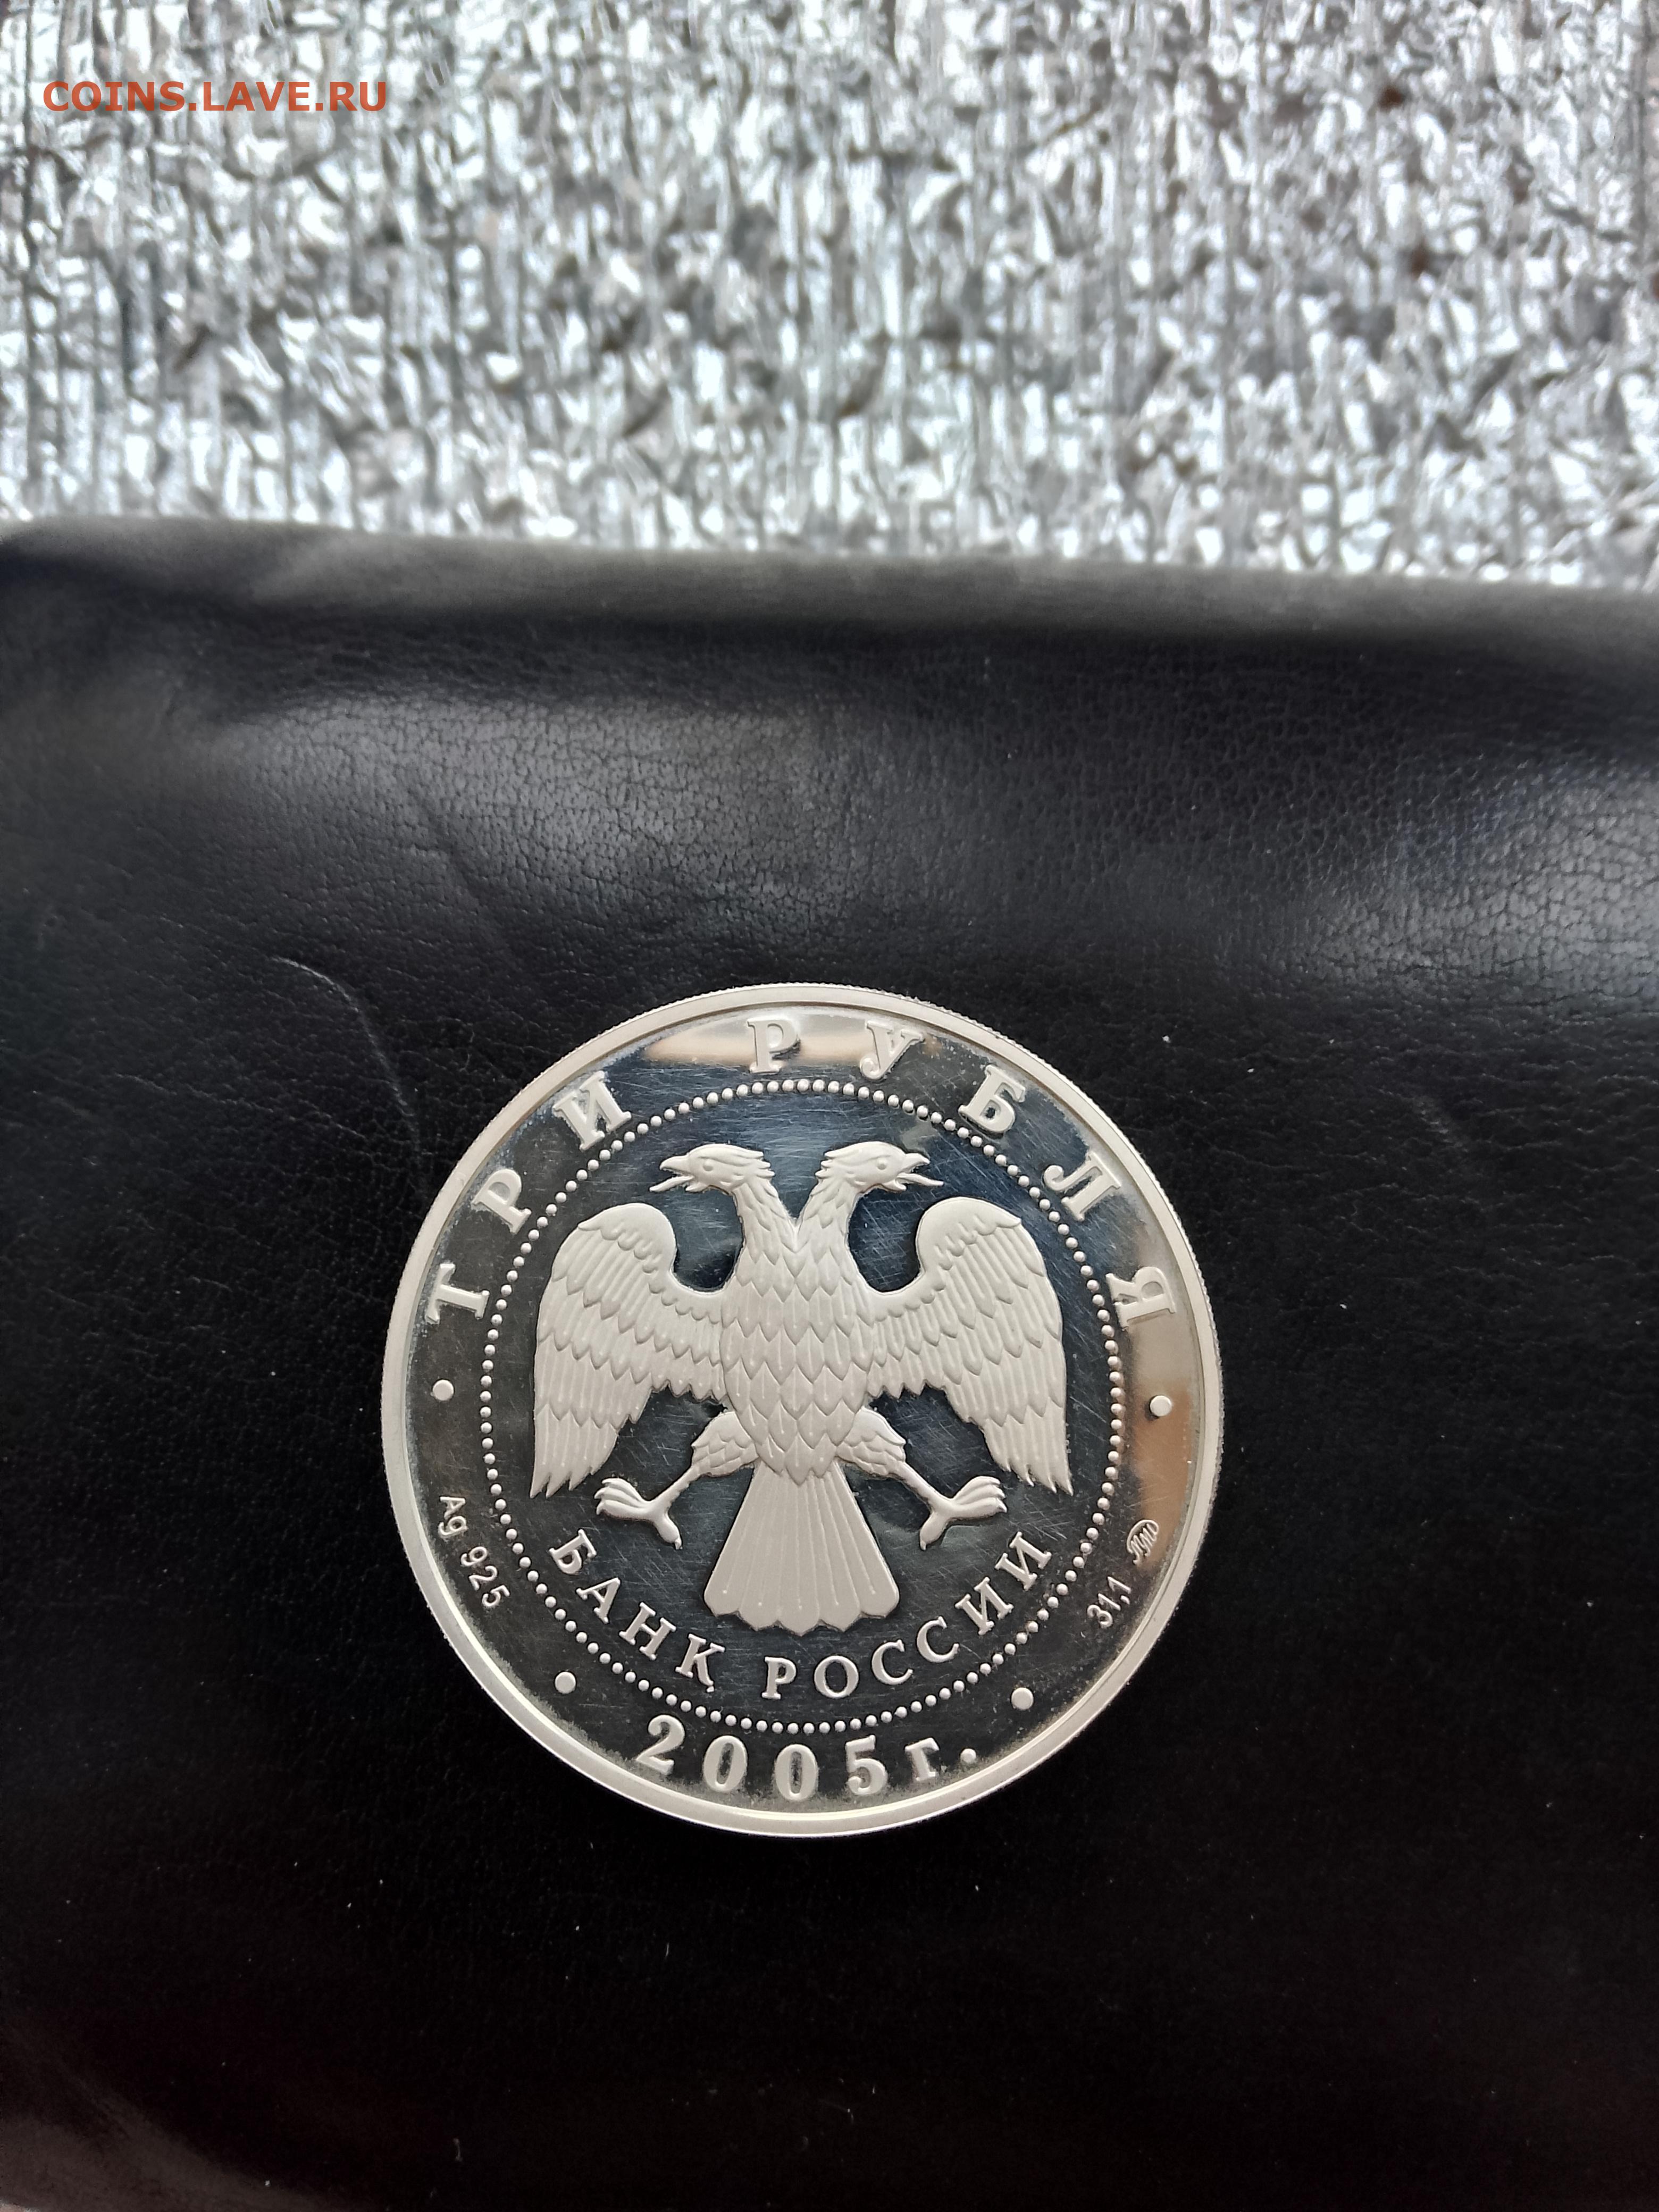 COINS.LAVE.RU
ТРИ РУБЛЯ
БАНК РОССИИ
Ag 925
31,1
2005г.